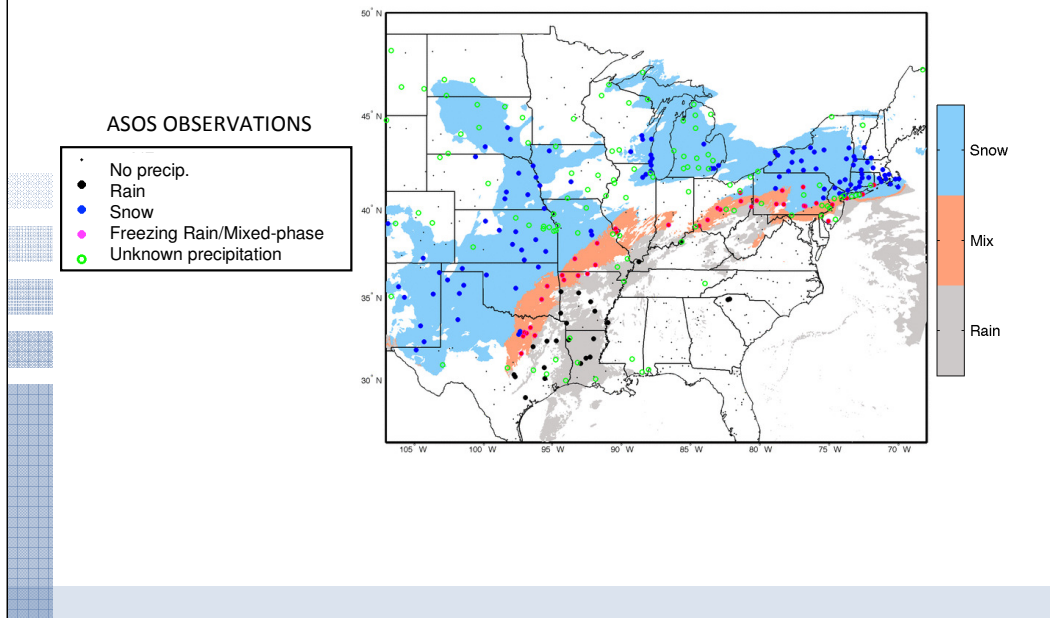 ASOS OBSERVATIONS
No precip.
Rain
Snow
Freezing Rain/Mixed-phase
Unknown precipitation
50° N
45° N
40° N
35° N
30° N
105° W
100° W
95° W
90° W
85° W
80° W
75° W
70° W
Snow
Mix
Rain